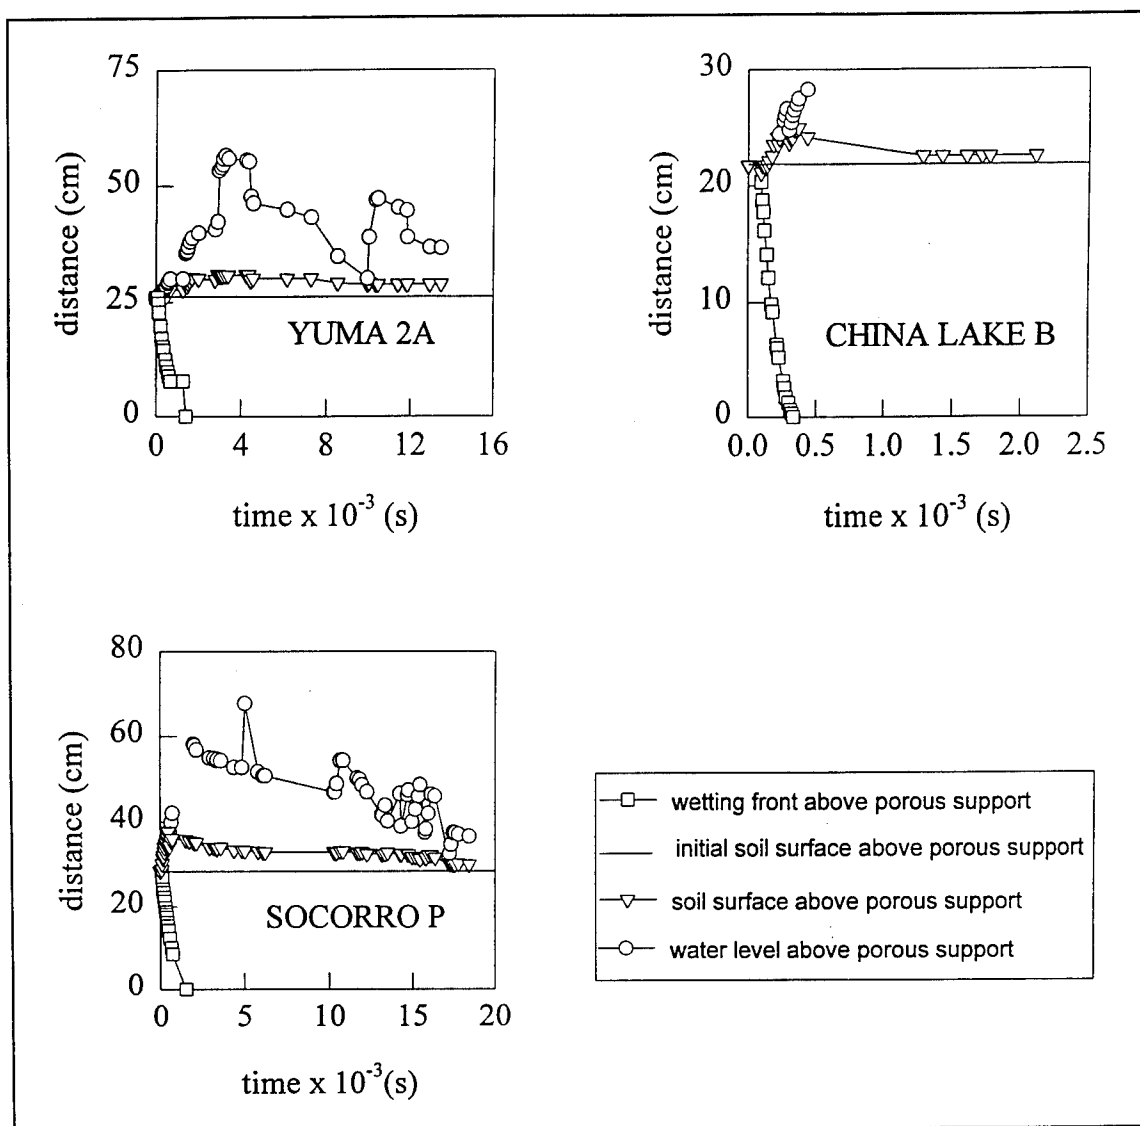 75
50
25
0
distance (cm)
YUMA 2A
0 4 8 12 16
time x 10⁻³ (s)
30
20
10
0
distance (cm)
CHINA LAKE B
0.0 0.5 1.0 1.5 2.0 2.5
time x 10⁻³ (s)
80
60
40
20
0
distance (cm)
SOCORRO P
0 5 10 15 20
time x 10⁻³(s)
wetting front above porous support
initial soil surface above porous support
soil surface above porous support
water level above porous support